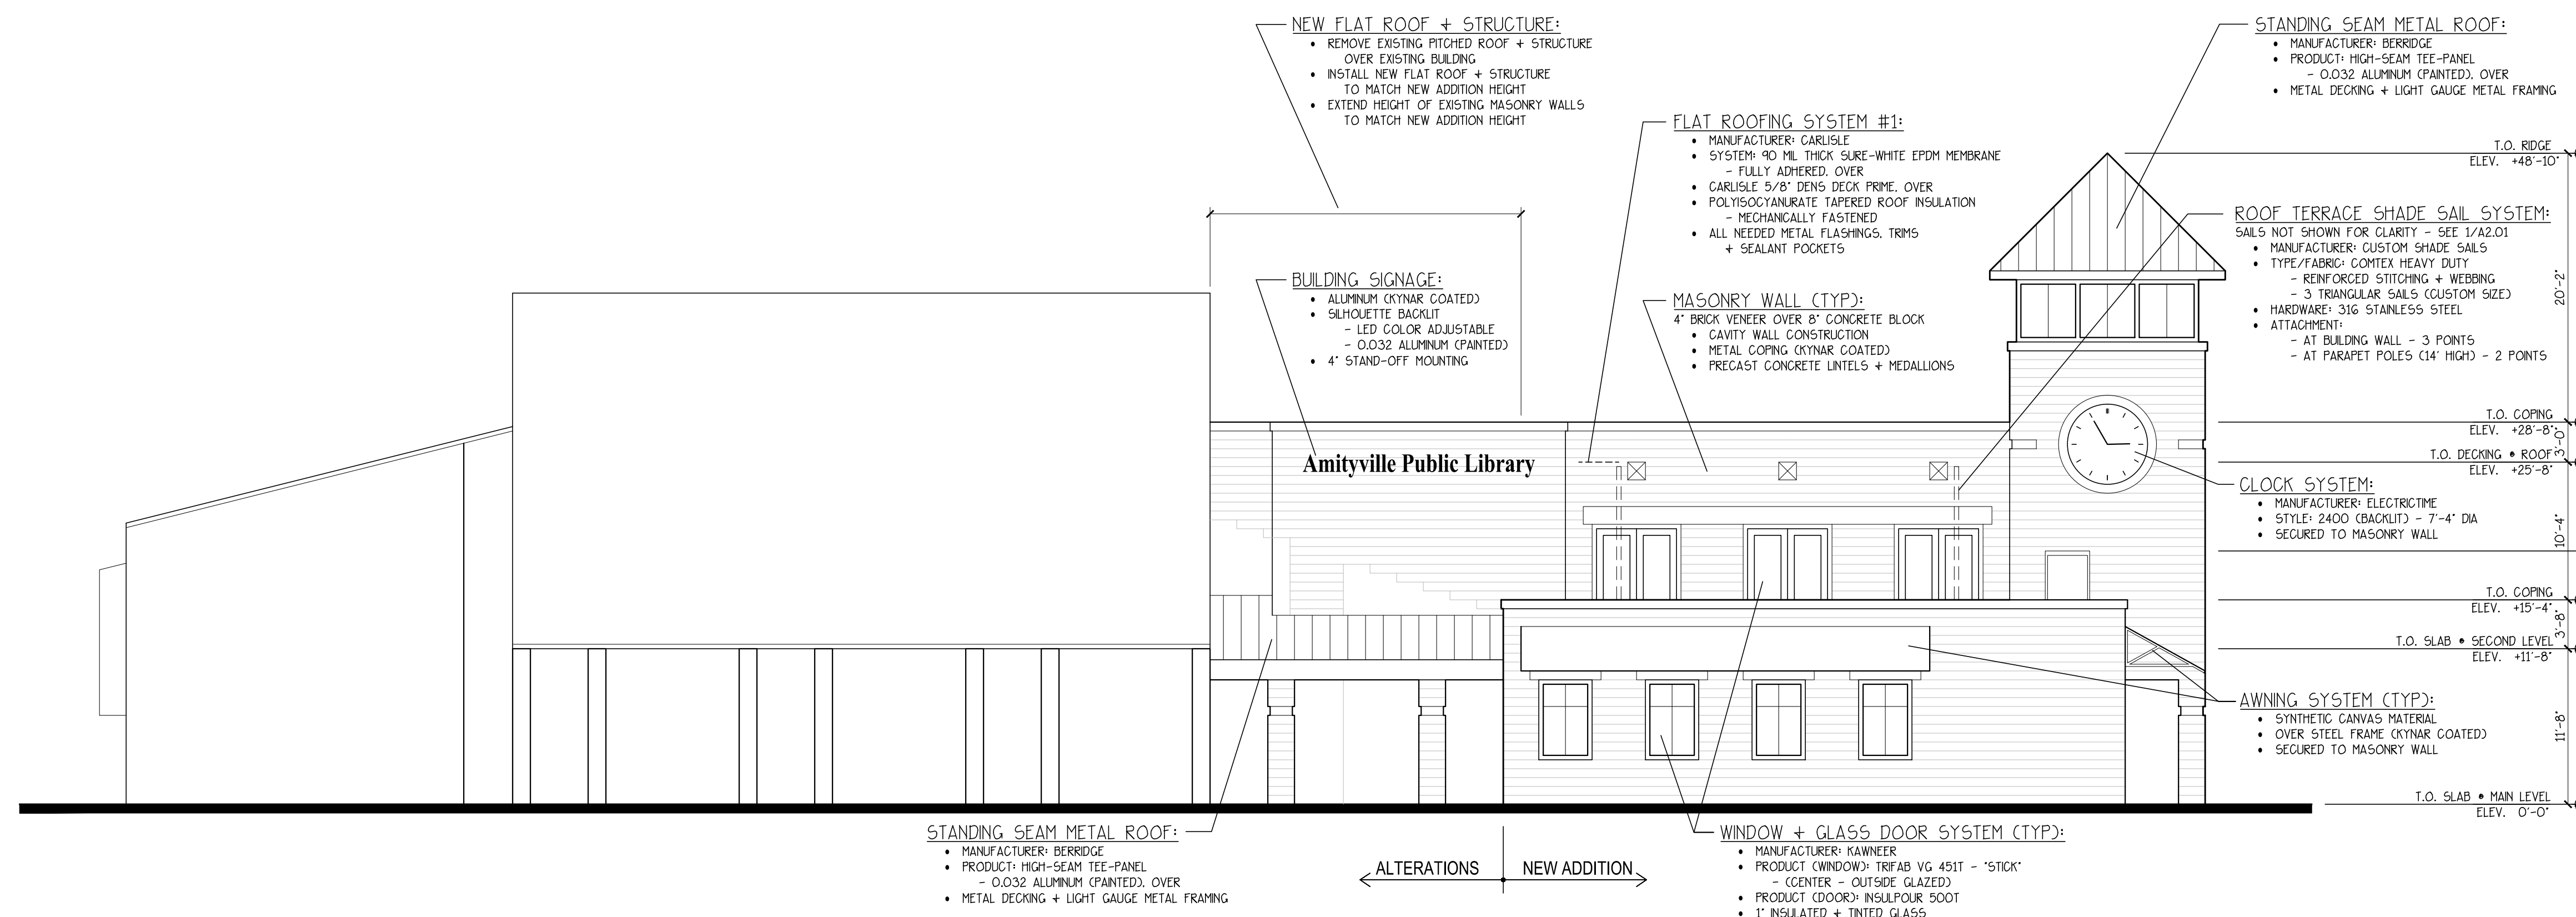 NEW FLAT ROOF + STRUCTURE:
• REMOVE EXISTING PITCHED ROOF + STRUCTURE
OVER EXISTING BUILDING
• INSTALL NEW FLAT ROOF + STRUCTURE
TO MATCH NEW ADDITION HEIGHT
• EXTEND HEIGHT OF EXISTING MASONRY WALLS
TO MATCH NEW ADDITION HEIGHT
STANDING SEAM METAL ROOF:
• MANUFACTURER: BERRIDGE
• PRODUCT: HIGH-SEAM TEE-PANEL
- 0.032 ALUMINUM (PAINTED), OVER
• METAL DECKING + LIGHT GAUGE METAL FRAMING
FLAT ROOFING SYSTEM #1:
• MANUFACTURER: CARLISLE
• SYSTEM: 90 MIL THICK SURE-WHITE EPDM MEMBRANE
- FULLY ADHERED, OVER
• CARLISLE 5/8" DENS DECK PRIME, OVER
• POLYISOCYANURATE TAPERED ROOF INSULATION
- MECHANICALLY FASTENED
• ALL NEEDED METAL FLASHINGS, TRIMS
+ SEALANT POCKETS
T.O. RIDGE
ELEV. +48'-10"
ROOF TERRACE SHADE SAIL SYSTEM:
SAILS NOT SHOWN FOR CLARITY - SEE 1/A2.01
• MANUFACTURER: CUSTOM SHADE SAILS
• TYPE/FABRIC: COMTEX HEAVY DUTY
- REINFORCED STITCHING + WEBBING
- 3 TRIANGULAR SAILS (CUSTOM SIZE)
• HARDWARE: 316 STAINLESS STEEL
• ATTACHMENT:
- AT BUILDING WALL - 3 POINTS
- AT PARAPET POLES (14' HIGH) - 2 POINTS
20'-2"
BUILDING SIGNAGE:
• ALUMINUM (KYNAR COATED)
• SILHOUETTE BACKLIT
- LED COLOR ADJUSTABLE
- 0.032 ALUMINUM (PAINTED)
• 4" STAND-OFF MOUNTING
MASONRY WALL (TYP):
4" BRICK VENEER OVER 8" CONCRETE BLOCK
• CAVITY WALL CONSTRUCTION
• METAL COPING (KYNAR COATED)
• PRECAST CONCRETE LINTELS + MEDALLIONS
T.O. COPING
ELEV. +28'-8"
3'-0"
T.O. DECKING @ ROOF
ELEV. +25'-8"
Amityville Public Library
CLOCK SYSTEM:
• MANUFACTURER: ELECTRICTIME
• STYLE: 2400 (BACKLIT) - 7'-4" DIA
• SECURED TO MASONRY WALL
10'-4"
T.O. COPING
ELEV. +15'-4"
3'-8"
T.O. SLAB @ SECOND LEVEL
ELEV. +11'-8"
AWNING SYSTEM (TYP):
• SYNTHETIC CANVAS MATERIAL
• OVER STEEL FRAME (KYNAR COATED)
• SECURED TO MASONRY WALL
11'-8"
T.O. SLAB @ MAIN LEVEL
ELEV. 0'-0"
STANDING SEAM METAL ROOF:
• MANUFACTURER: BERRIDGE
• PRODUCT: HIGH-SEAM TEE-PANEL
- 0.032 ALUMINUM (PAINTED), OVER
• METAL DECKING + LIGHT GAUGE METAL FRAMING
ALTERATIONS
NEW ADDITION
WINDOW + GLASS DOOR SYSTEM (TYP):
• MANUFACTURER: KAWNEER
• PRODUCT (WINDOW): TRIFAB VG 451T - "STICK"
- (CENTER - OUTSIDE GLAZED)
• PRODUCT (DOOR): INSULPOUR 500T
• 1" INSULATED + TINTED GLASS